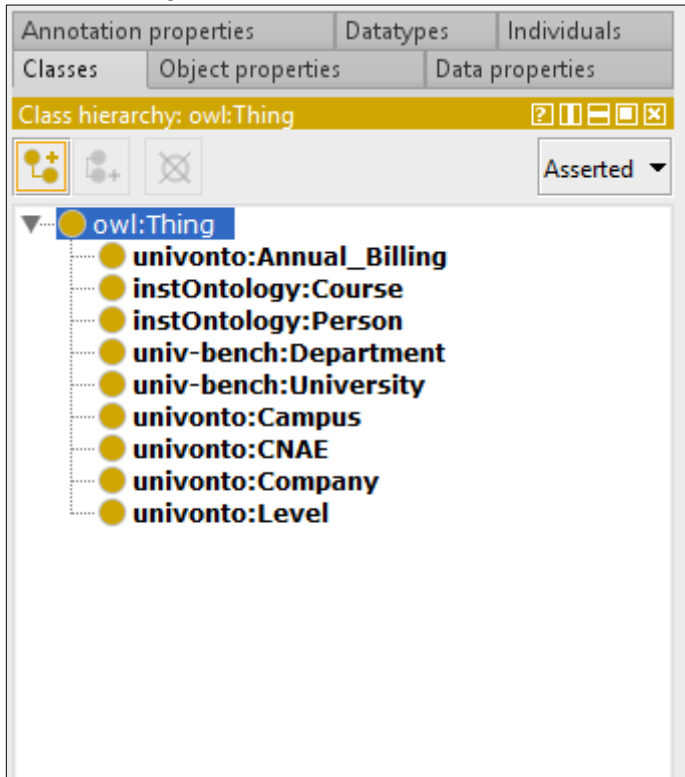 Annotation properties Datatypes Individuals
Classes Object properties Data properties
Class hierarchy: owl:Thing
Asserted
owl:Thing
univonto:Annual_Billing
instOntology:Course
instOntology:Person
univ-bench:Department
univ-bench:University
univonto:Campus
univonto:CNAE
univonto:Company
univonto:Level